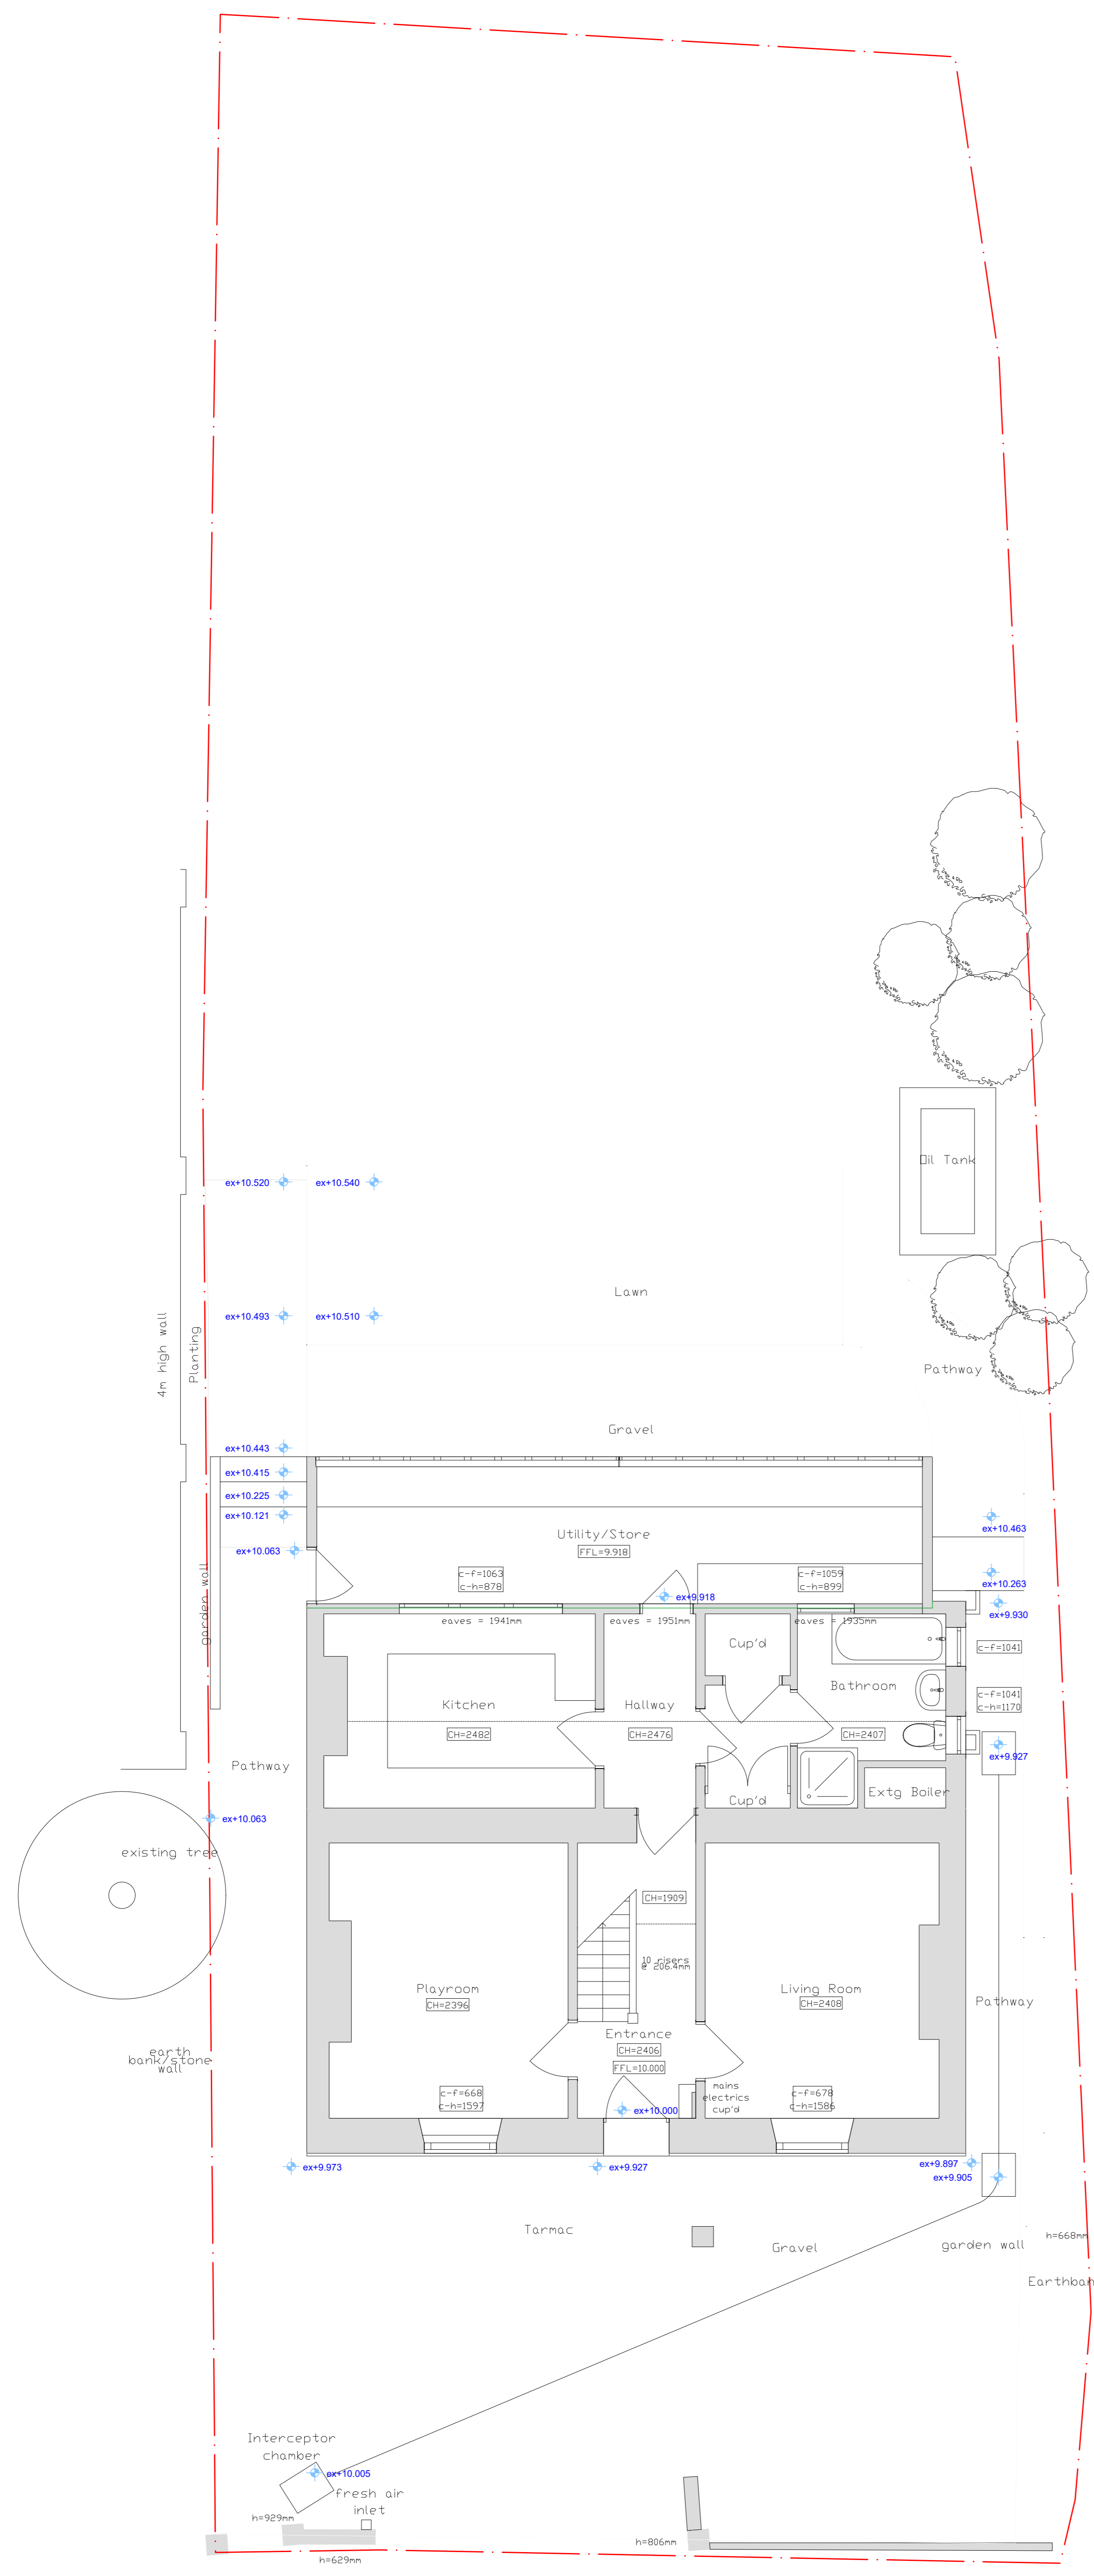 Oil Tank
ex+10.520
ex+10.540
Lawn
ex+10.493
ex+10.510
4m high wall
Planting
Pathway
Gravel
ex+10.443
ex+10.415
ex+10.225
ex+10.121
ex+10.063
ex+10.463
Utility/Store
FFL=9.918
c-f=1063
c-h=878
c-f=1059
c-h=899
ex+10.263
ex+9.918
ex+9.930
garden wall
eaves = 1941mm
eaves = 1951mm
eaves = 1935mm
Cup'd
c-f=1041
Bathroom
c-f=1041
c-h=1170
Kitchen
Hallway
CH=2482
CH=2476
CH=2407
ex+9.927
Pathway
Extg Boiler
Cup'd
ex+10.063
existing tree
CH=1909
10 risers
@ 206.4mm
Playroom
CH=2396
Living Room
CH=2408
Pathway
Entrance
CH=2406
FFL=10.000
earth
bank/stone
wall
c-f=668
c-h=1597
mains
electrics
cup'd
c-f=678
c-h=1586
ex+10.000
ex+9.973
ex+9.927
ex+9.897
ex+9.905
Tarmac
Gravel
garden wall
h=668mm
Earthban
Interceptor
chamber
ex+10.005
fresh air
inlet
h=929mm
h=806mm
h=629mm